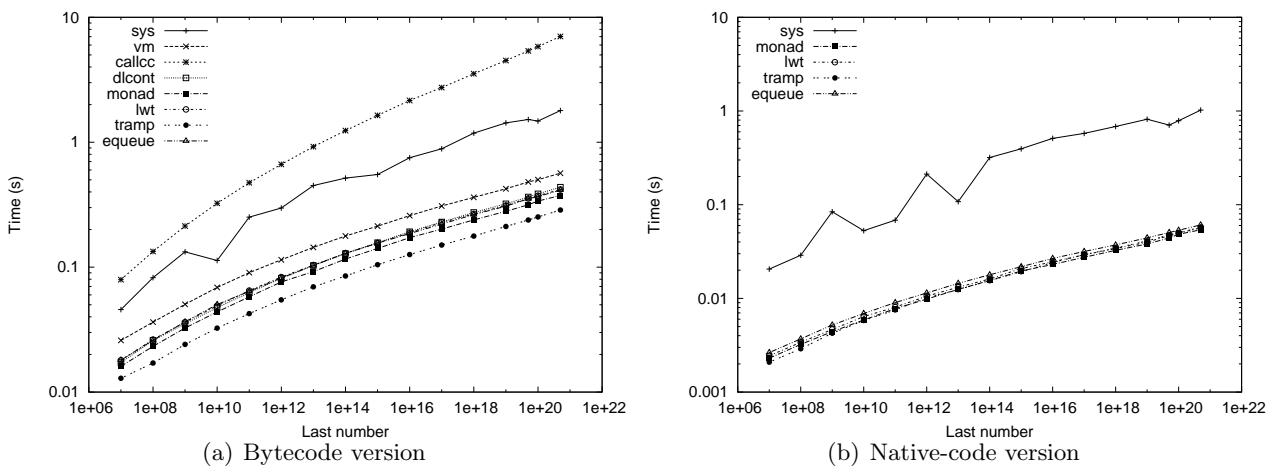 10
1
0.1
0.01
Time (s)
1e+06 1e+08 1e+10 1e+12 1e+14 1e+16 1e+18 1e+20 1e+22
Last number
sys
vm
callcc
dlcont
monad
lwt
tramp
equeue
(a) Bytecode version
10
1
0.1
0.01
0.001
Time (s)
1e+06 1e+08 1e+10 1e+12 1e+14 1e+16 1e+18 1e+20 1e+22
Last number
sys
monad
lwt
tramp
equeue
(b) Native-code version